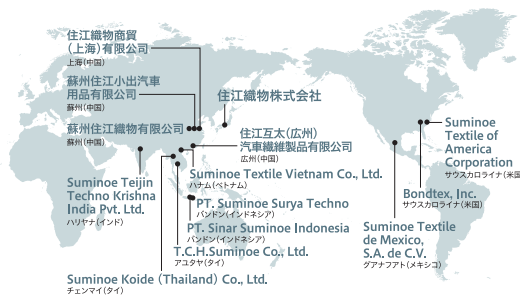 住江織物商貿
（上海）有限公司
上海（中国）
蘇州住江小出汽車
用品有限公司
蘇州（中国）
蘇州住江織物有限公司
蘇州（中国）
住江織物株式会社
住江互太（広州）
汽車繊維製品有限公司
広州（中国）
Suminoe Textile Vietnam Co., Ltd.
ハナム（ベトナム）
Suminoe Teijin
Techno Krishna
India Pvt. Ltd.
ハリヤナ（インド）
PT. Suminoe Surya Techno
バンドン（インドネシア）
PT. Sinar Suminoe Indonesia
バンドン（インドネシア）
T.C.H.Suminoe Co., Ltd.
アユタヤ（タイ）
Suminoe Koide (Thailand) Co., Ltd.
チェンマイ（タイ）
Suminoe
Textile of
America
Corporation
サウスカロライナ（米国）
Bondtex, Inc.
サウスカロライナ（米国）
Suminoe Textile
de Mexico,
S.A. de C.V.
グアナフアト（メキシコ）